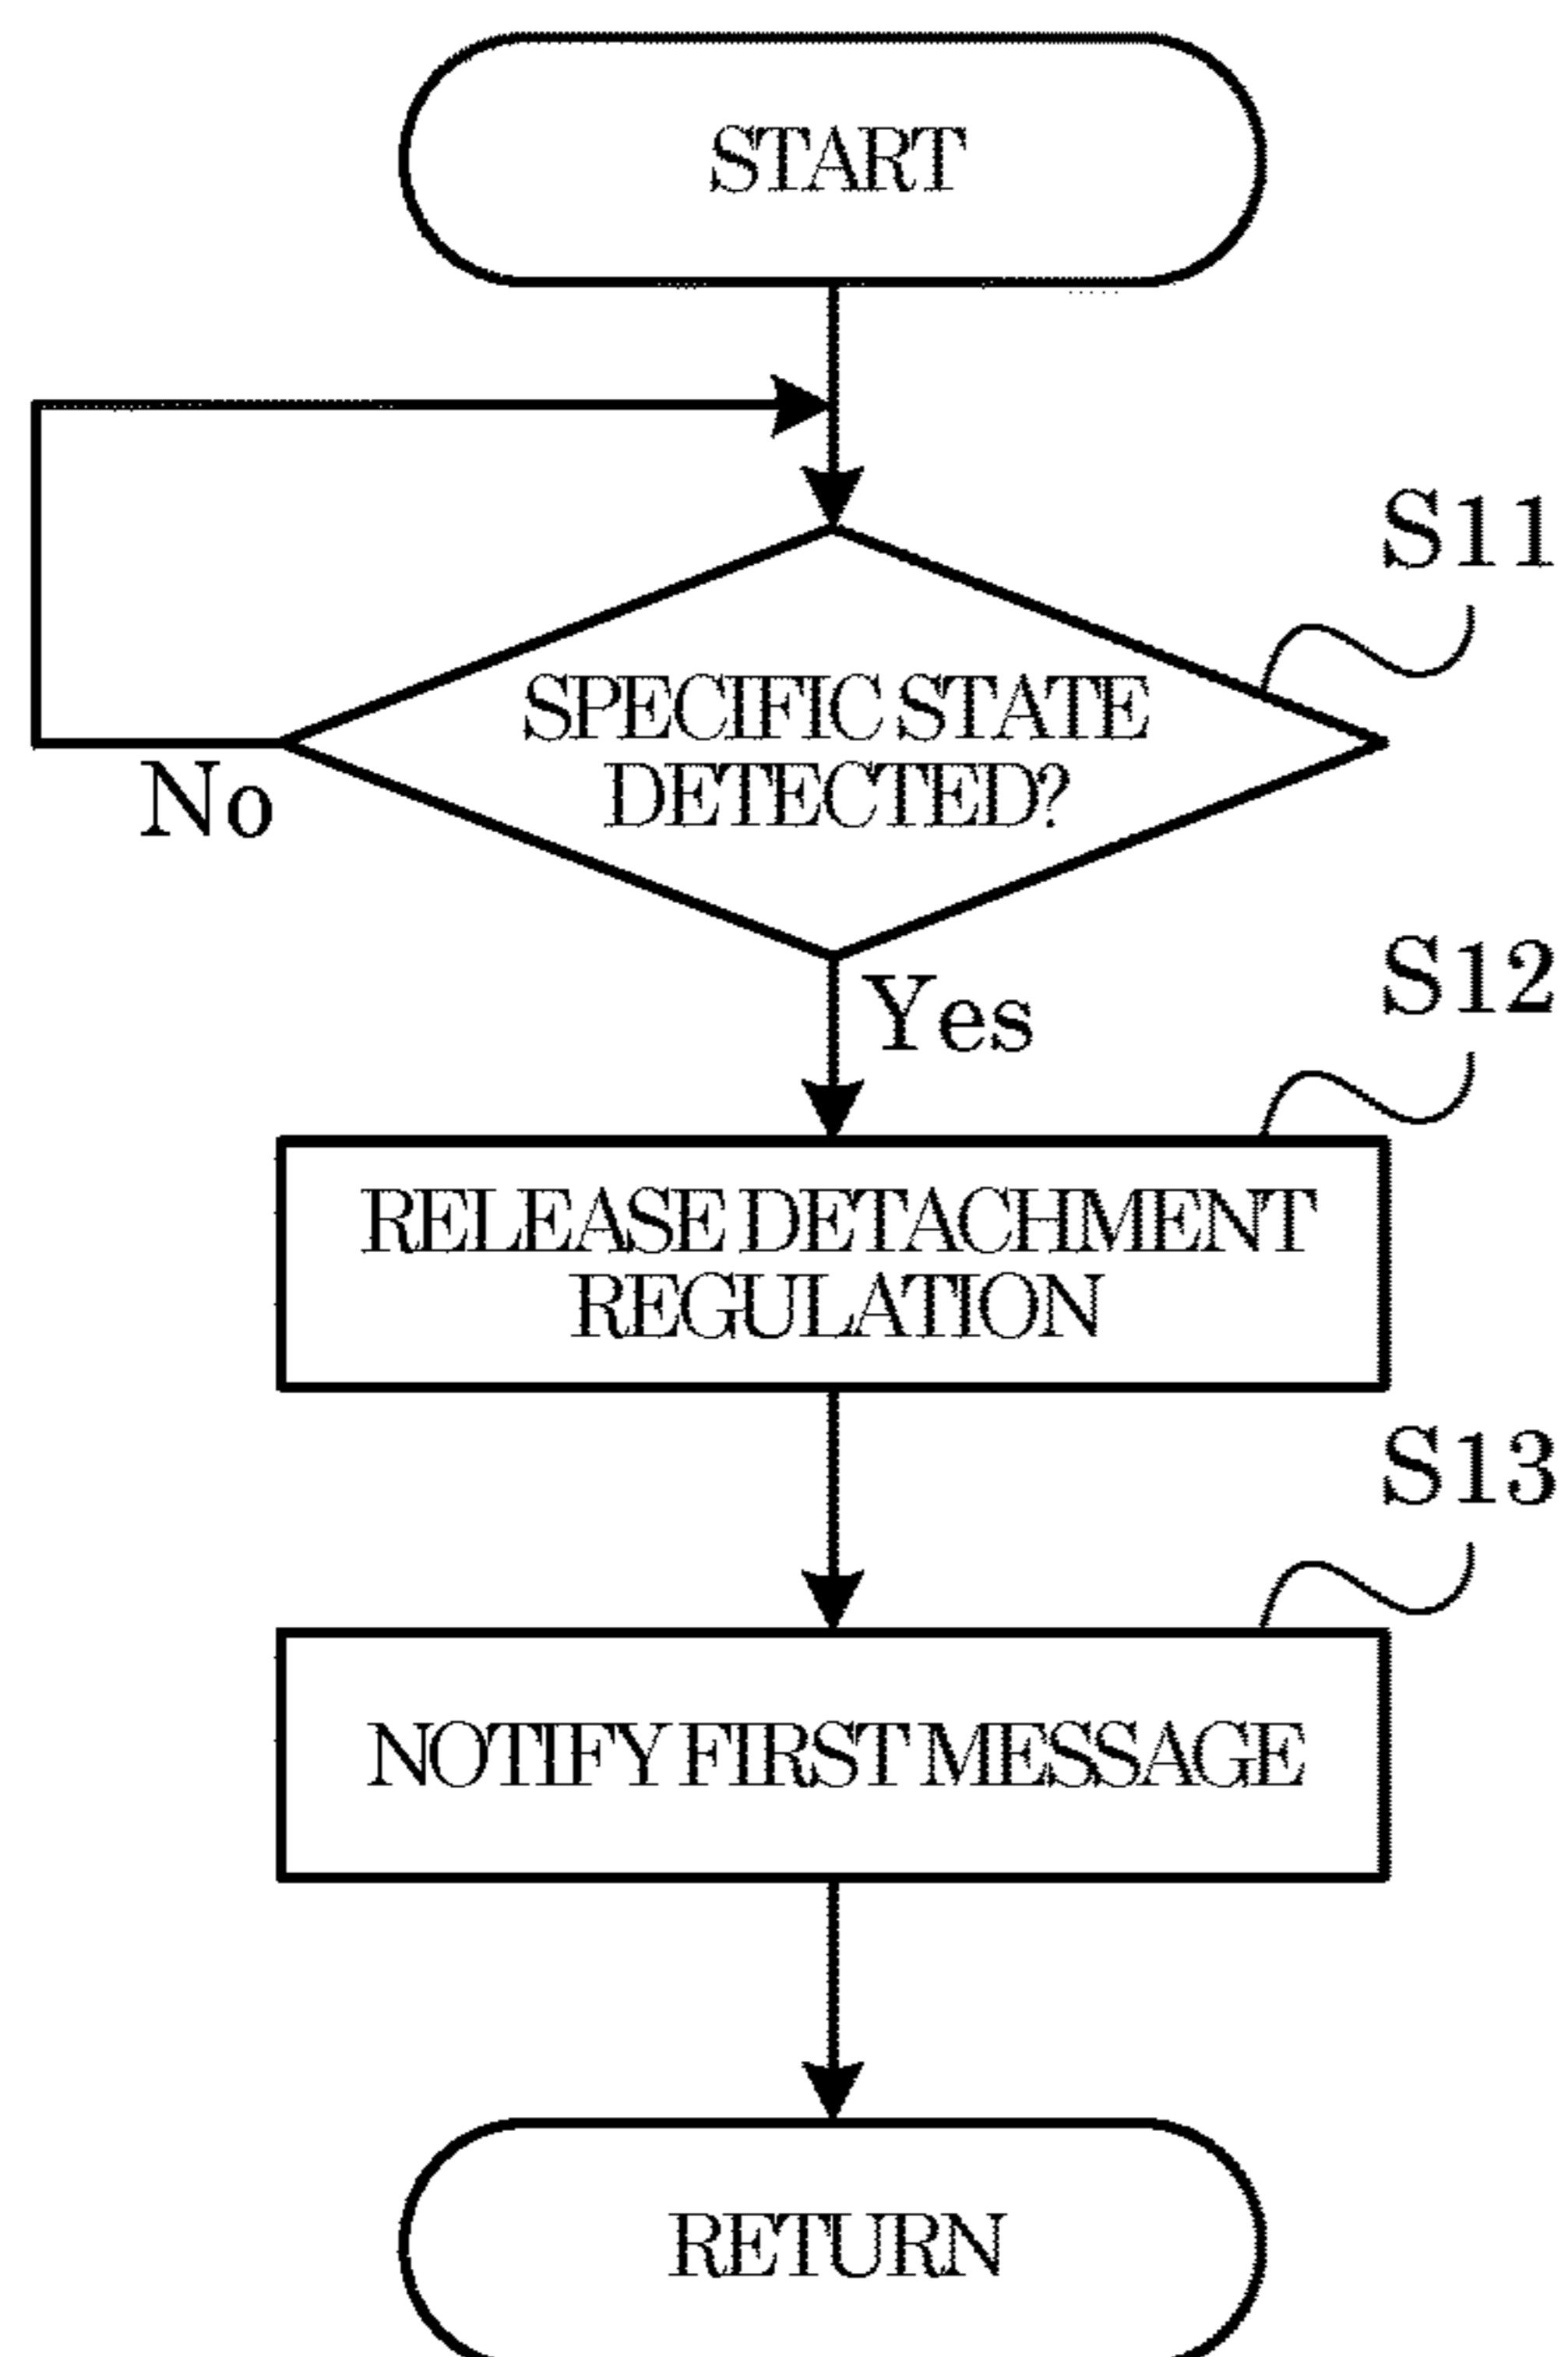 START
S11
SPECIFIC STATE
DETECTED?
No
Yes
S12
RELEASE DETACHMENT
REGULATION
S13
NOTIFY FIRST MESSAGE
RETURN